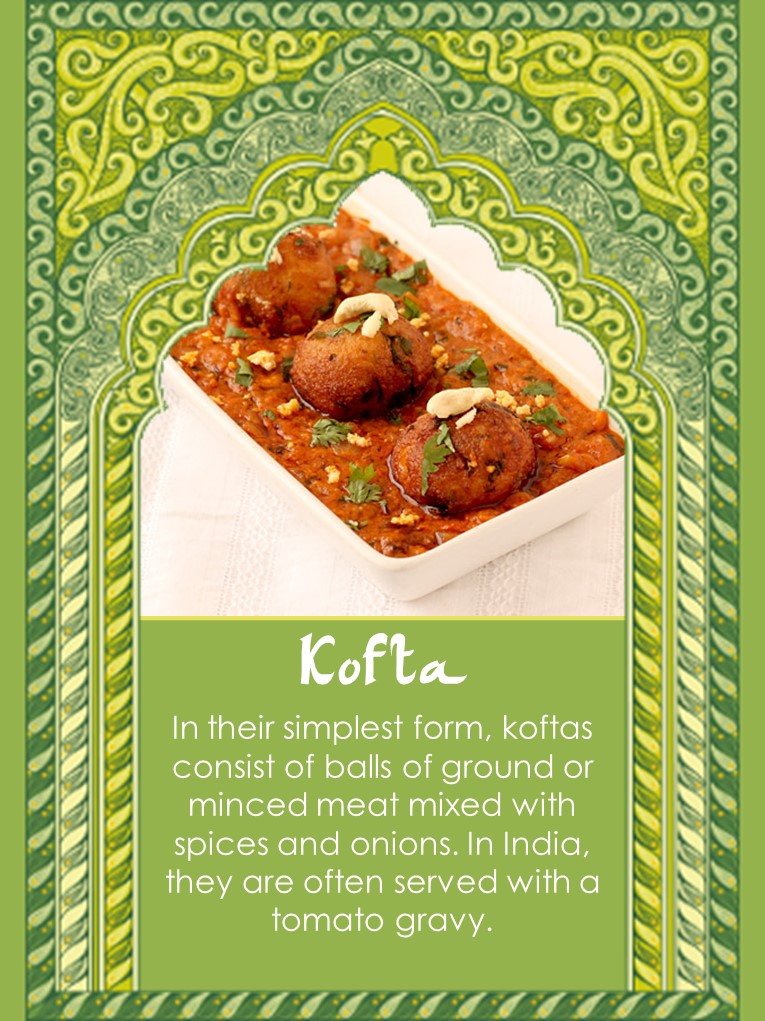 Kofta
In their simplest form, koftas
consist of balls of ground or
minced meat mixed with
spices and onions. In India,
they are often served with a
tomato gravy.